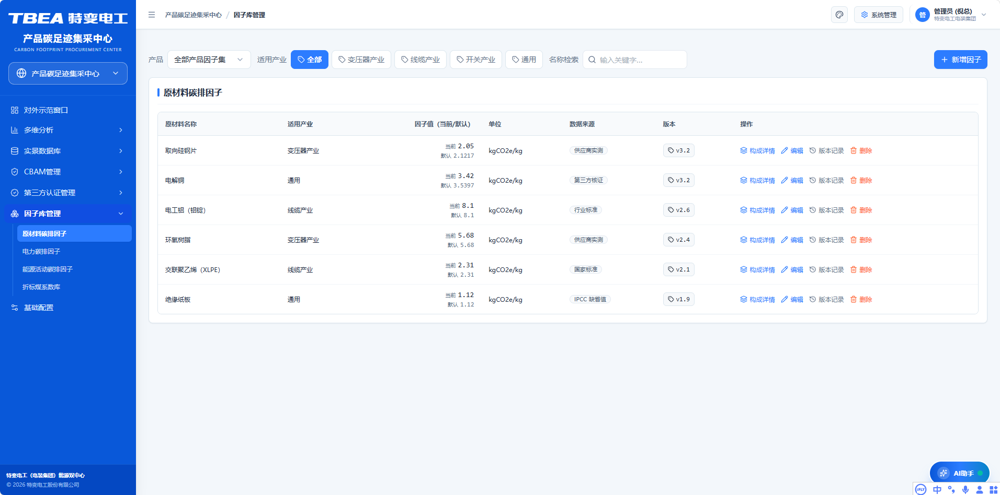 TBEA 特变电工
产品碳足迹集采中心
CARBON FOOTPRINT PROCUREMENT CENTER
产品碳足迹集采中心
对外示范窗口
多维分析
实景数据库
CBAM管理
第三方认证管理
因子库管理
原材料碳排因子
电力碳排因子
能源活动碳排因子
折标煤系数库
基础配置
特变电工（电装集团）能源双中心
© 2026 特变电工股份有限公司
产品碳足迹集采中心 / 因子库管理
系统管理
管 管理员 (倪总)
特变电工电装集团
产品 全部产品因子集 适用产业 全部 变压器产业 线缆产业 开关产业 通用 名称检索 输入关键字... 新增因子
原材料碳排因子
原材料名称 适用产业 因子值（当前/默认） 单位 数据来源 版本 操作
取向硅钢片 变压器产业 当前 2.05 默认 2.1217 kgCO2e/kg 供应商实测 v3.2 构成详情 编辑 版本记录 删除
电解铜 通用 当前 3.42 默认 3.5397 kgCO2e/kg 第三方核证 v3.2 构成详情 编辑 版本记录 删除
电工铝（铝锭） 线缆产业 当前 8.1 默认 8.1 kgCO2e/kg 行业标准 v2.6 构成详情 编辑 版本记录 删除
环氧树脂 变压器产业 当前 5.68 默认 5.68 kgCO2e/kg 供应商实测 v2.4 构成详情 编辑 版本记录 删除
交联聚乙烯（XLPE） 线缆产业 当前 2.31 默认 2.31 kgCO2e/kg 国家标准 v2.1 构成详情 编辑 版本记录 删除
绝缘纸板 通用 当前 1.12 默认 1.12 kgCO2e/kg IPCC 缺省值 v1.9 构成详情 编辑 版本记录 删除
AI助手
iFLY 中